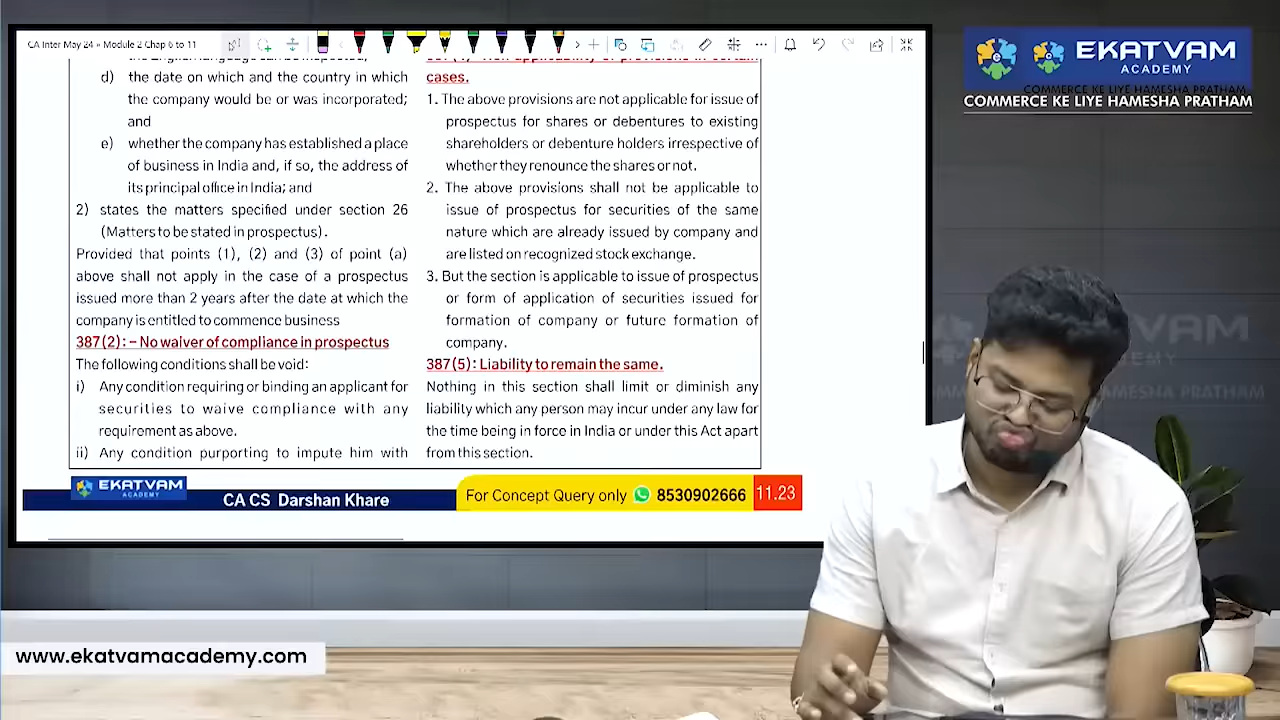 CA Inter May 24 » Module 2 Chap 6 to 11
EKATVAM
ACADEMY
COMMERCE KE LIYE HAMESHA PRATHAM
COMMERCE KE LIYE HAMESHA PRATHAM
d) the date on which and the country in which
the company would be or was incorporated;
and
e) whether the company has established a place
of business in India and, if so, the address of
its principal office in India; and
2) states the matters specified under section 26
(Matters to be stated in prospectus).
Provided that points (1), (2) and (3) of point (a)
above shall not apply in the case of a prospectus
issued more than 2 years after the date at which the
company is entitled to commence business
387(2): - No waiver of compliance in prospectus
The following conditions shall be void:
i) Any condition requiring or binding an applicant for
securities to waive compliance with any
requirement as above.
ii) Any condition purporting to impute him with
cases.
1. The above provisions are not applicable for issue of
prospectus for shares or debentures to existing
shareholders or debenture holders irrespective of
whether they renounce the shares or not.
2. The above provisions shall not be applicable to
issue of prospectus for securities of the same
nature which are already issued by company and
are listed on recognized stock exchange.
3. But the section is applicable to issue of prospectus
or form of application of securities issued for
formation of company or future formation of
company.
387(5): Liability to remain the same.
Nothing in this section shall limit or diminish any
liability which any person may incur under any law for
the time being in force in India or under this Act apart
from this section.
EKATVAM
ACADEMY
CA CS Darshan Khare
For Concept Query only 8530902666
11.23
www.ekatvamacademy.com